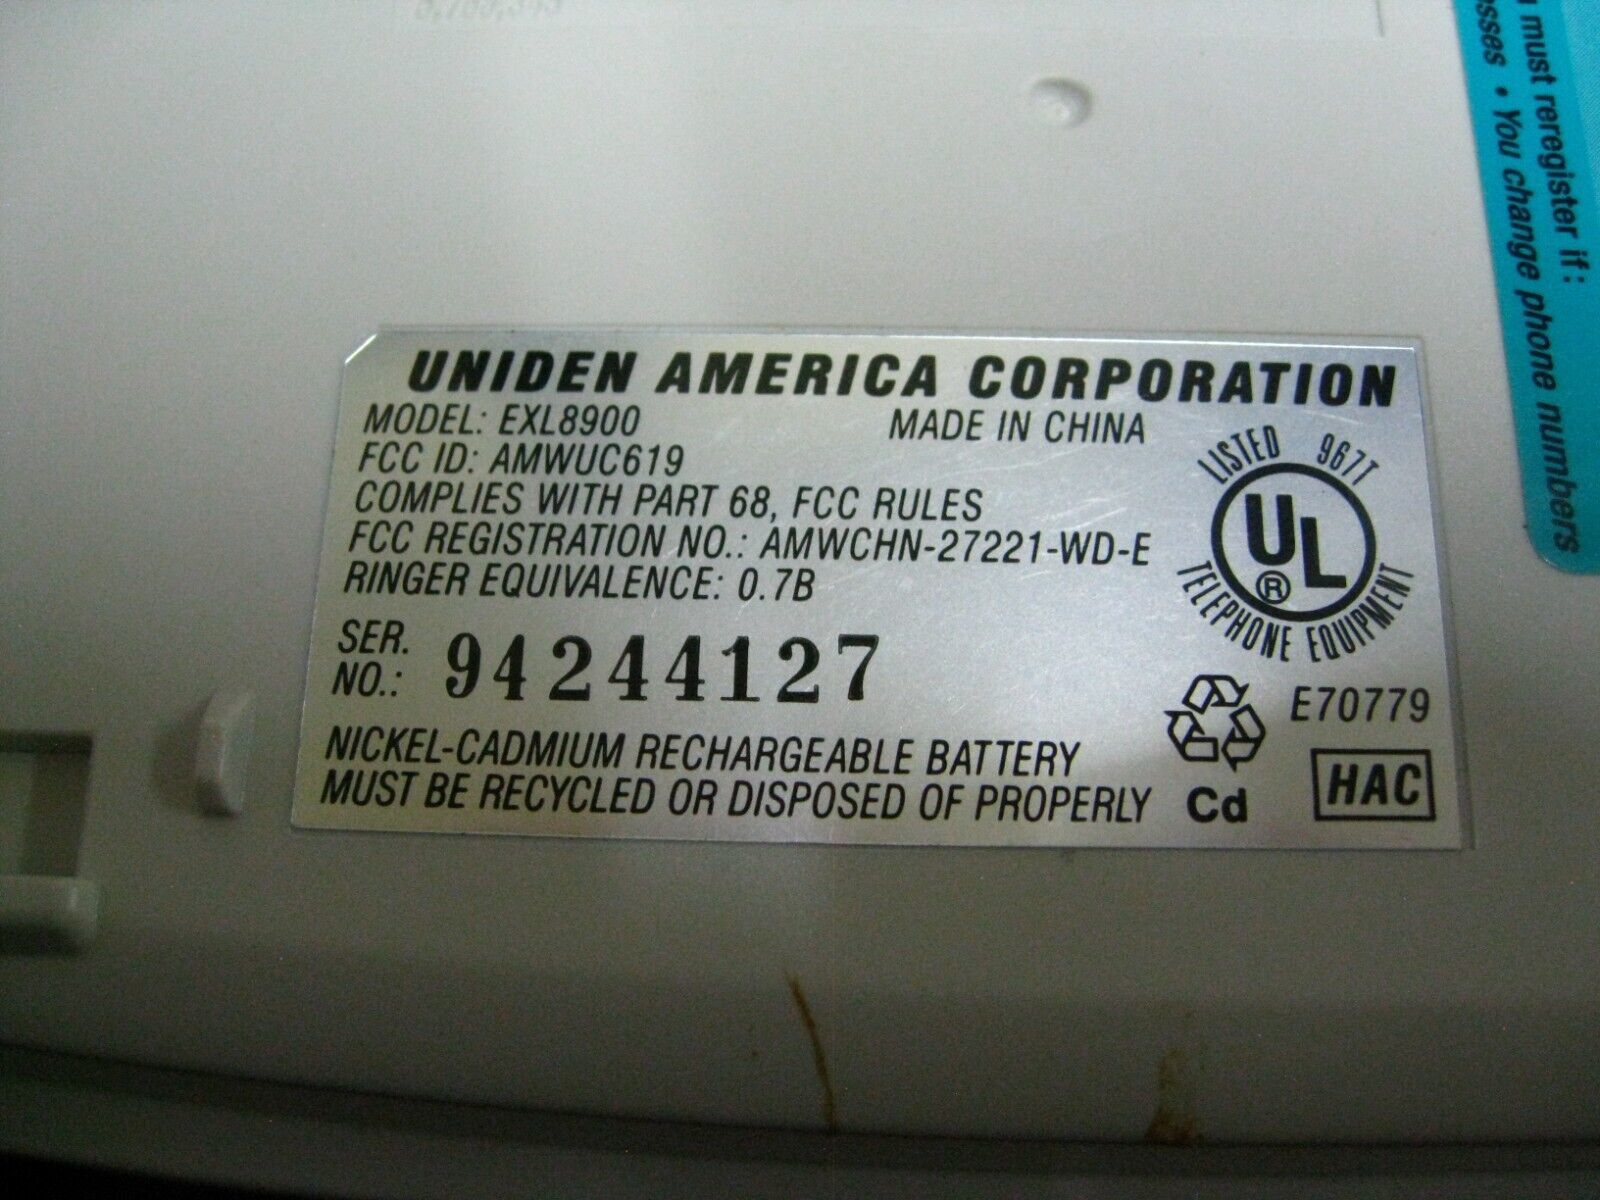 UNIDEN AMERICA CORPORATION
MODEL: EXL8900 MADE IN CHINA
FCC ID: AMWUC619
COMPLIES WITH PART 68, FCC RULES
FCC REGISTRATION NO.: AMWCHN-27221-WD-E
RINGER EQUIVALENCE: 0.7B
SER.
NO.: 94244127
NICKEL-CADMIUM RECHARGEABLE BATTERY
MUST BE RECYCLED OR DISPOSED OF PROPERLY
LISTED 967T
UL
®
TELEPHONE EQUIPMENT
E70779
Cd
HAC
must reregister if:
• You change phone numbers